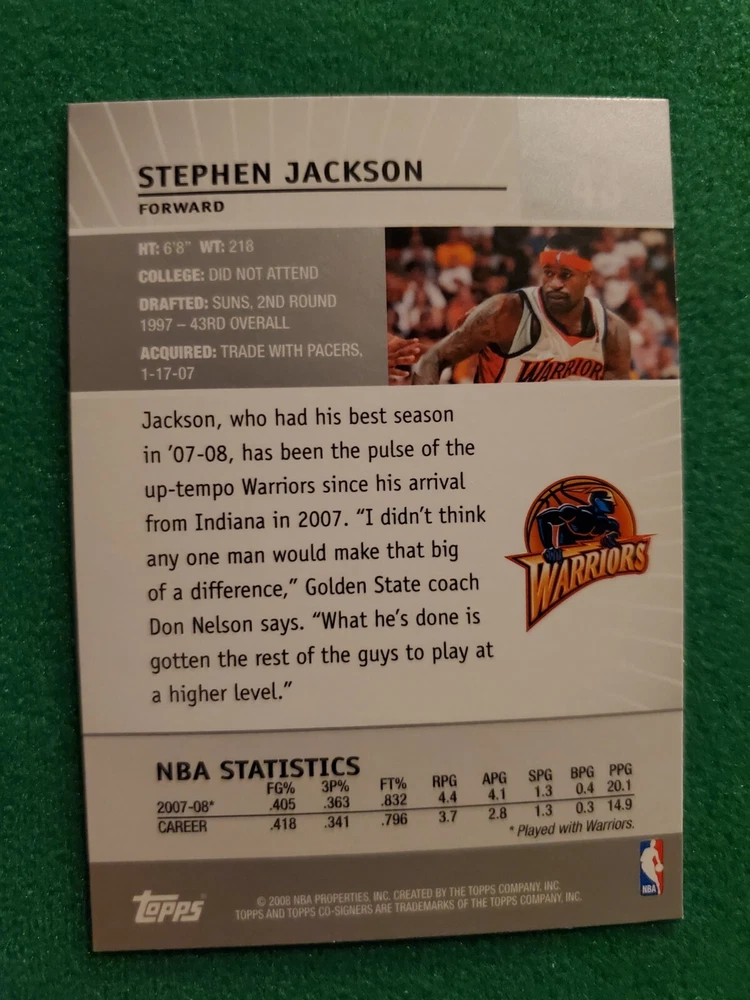 STEPHEN JACKSON
FORWARD
HT: 6'8" WT: 218
COLLEGE: DID NOT ATTEND
DRAFTED: SUNS, 2ND ROUND
1997 – 43RD OVERALL
ACQUIRED: TRADE WITH PACERS,
1-17-07
WARRIORS
Jackson, who had his best season
in '07-08, has been the pulse of the
up-tempo Warriors since his arrival
from Indiana in 2007. “I didn't think
any one man would make that big
of a difference,” Golden State coach
Don Nelson says. “What he's done is
gotten the rest of the guys to play at
a higher level.”
WARRIORS
NBA STATISTICS
FG% 3P% FT% RPG APG SPG BPG PPG
2007-08* .405 .363 .832 4.4 4.1 1.3 0.4 20.1
CAREER .418 .341 .796 3.7 2.8 1.3 0.3 14.9
* Played with Warriors.
NBA
topps
© 2008 NBA PROPERTIES, INC. CREATED BY THE TOPPS COMPANY, INC.
TOPPS AND TOPPS CO-SIGNERS ARE TRADEMARKS OF THE TOPPS COMPANY, INC.